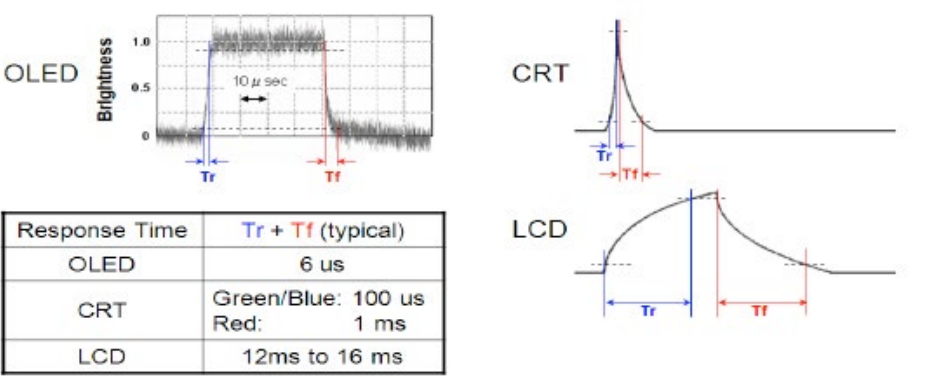 OLED
Brightness
1.0
0.5
0
10 μ sec
Tr
Tf
CRT
Tr
Tf
LCD
Tr
Tf
Response Time Tr + Tf (typical)
OLED 6 us
CRT Green/Blue: 100 us
Red: 1 ms
LCD 12ms to 16 ms